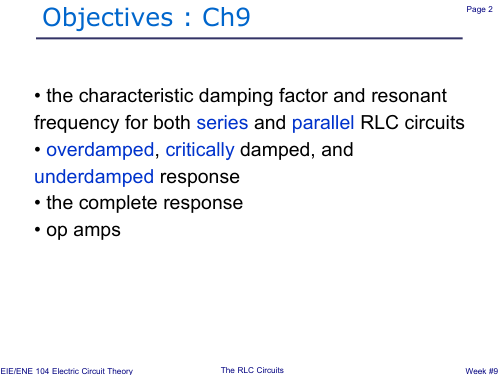 Objectives : Ch9
Page 2
• the characteristic damping factor and resonant
frequency for both series and parallel RLC circuits
• overdamped, critically damped, and
underdamped response
• the complete response
• op amps
EIE/ENE 104 Electric Circuit Theory
The RLC Circuits
Week #9